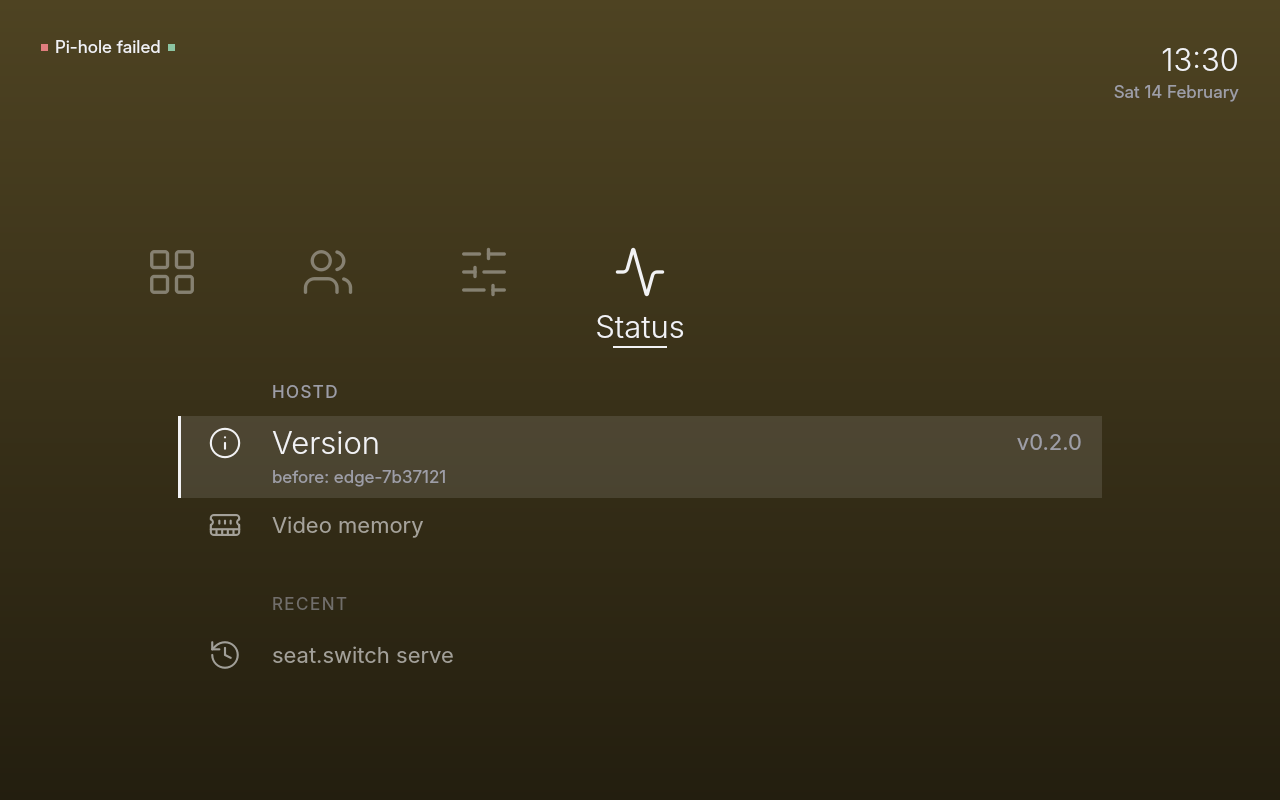 Pi-hole failed
13:30
Sat 14 February
Status
HOSTD
Version
v0.2.0
before: edge-7b37121
Video memory
RECENT
seat.switch serve